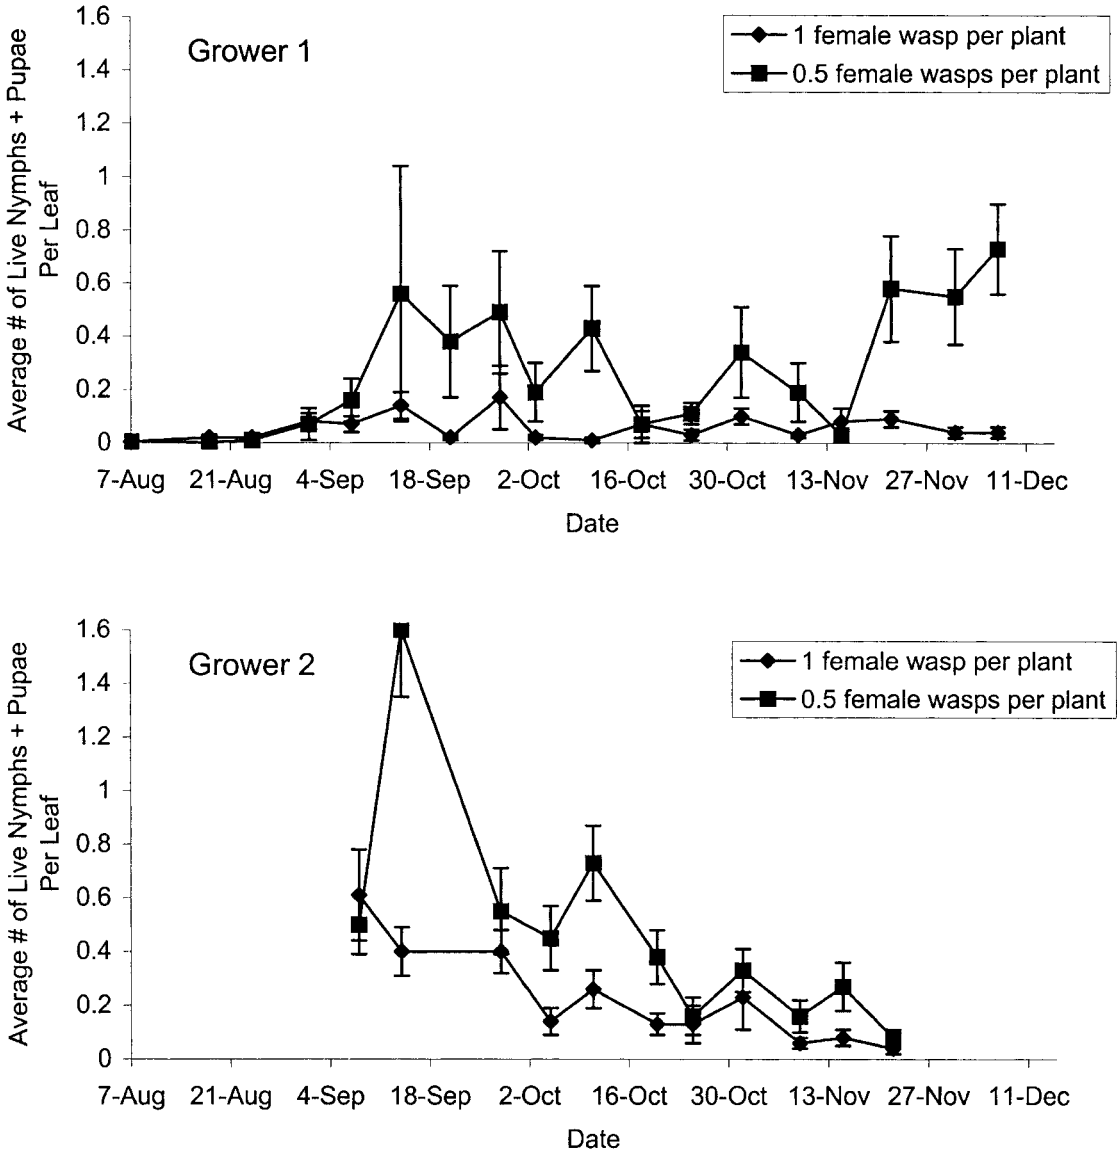 Grower 1
1 female wasp per plant
0.5 female wasps per plant
Average # of Live Nymphs + Pupae
Per Leaf
1.6
1.4
1.2
1
0.8
0.6
0.4
0.2
0
7-Aug 21-Aug 4-Sep 18-Sep 2-Oct 16-Oct 30-Oct 13-Nov 27-Nov 11-Dec
Date
Grower 2
1 female wasp per plant
0.5 female wasps per plant
Average # of Live Nymphs + Pupae
Per Leaf
1.6
1.4
1.2
1
0.8
0.6
0.4
0.2
0
7-Aug 21-Aug 4-Sep 18-Sep 2-Oct 16-Oct 30-Oct 13-Nov 27-Nov 11-Dec
Date